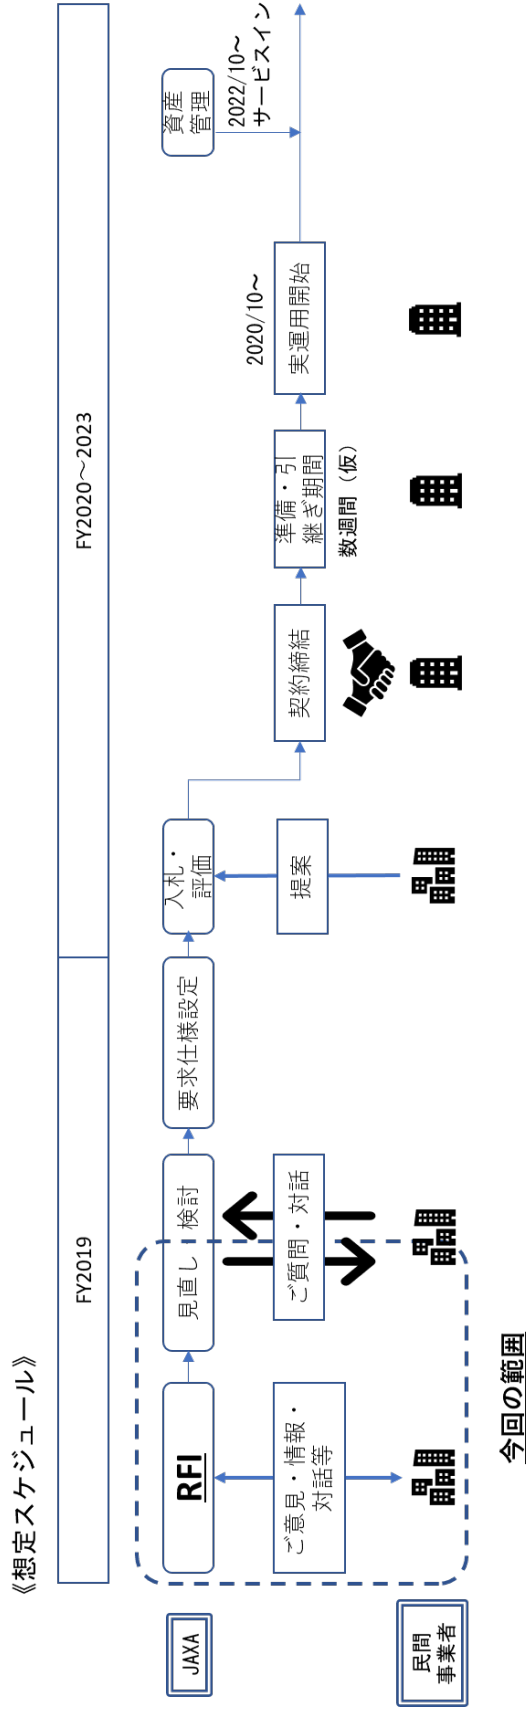 《想定スケジュール》
FY2019
FY2020～2023
JAXA
RFI
見直し　検討
要求仕様設定
入札・
評価
資産
管理
2022/10～
サービスイン
ご意見・情報・
対話等
ご質問・対話
提案
契約締結
準備・引
継ぎ期間
数週間（仮）
2020/10～
実運用開始
民間
事業者
今回の範囲